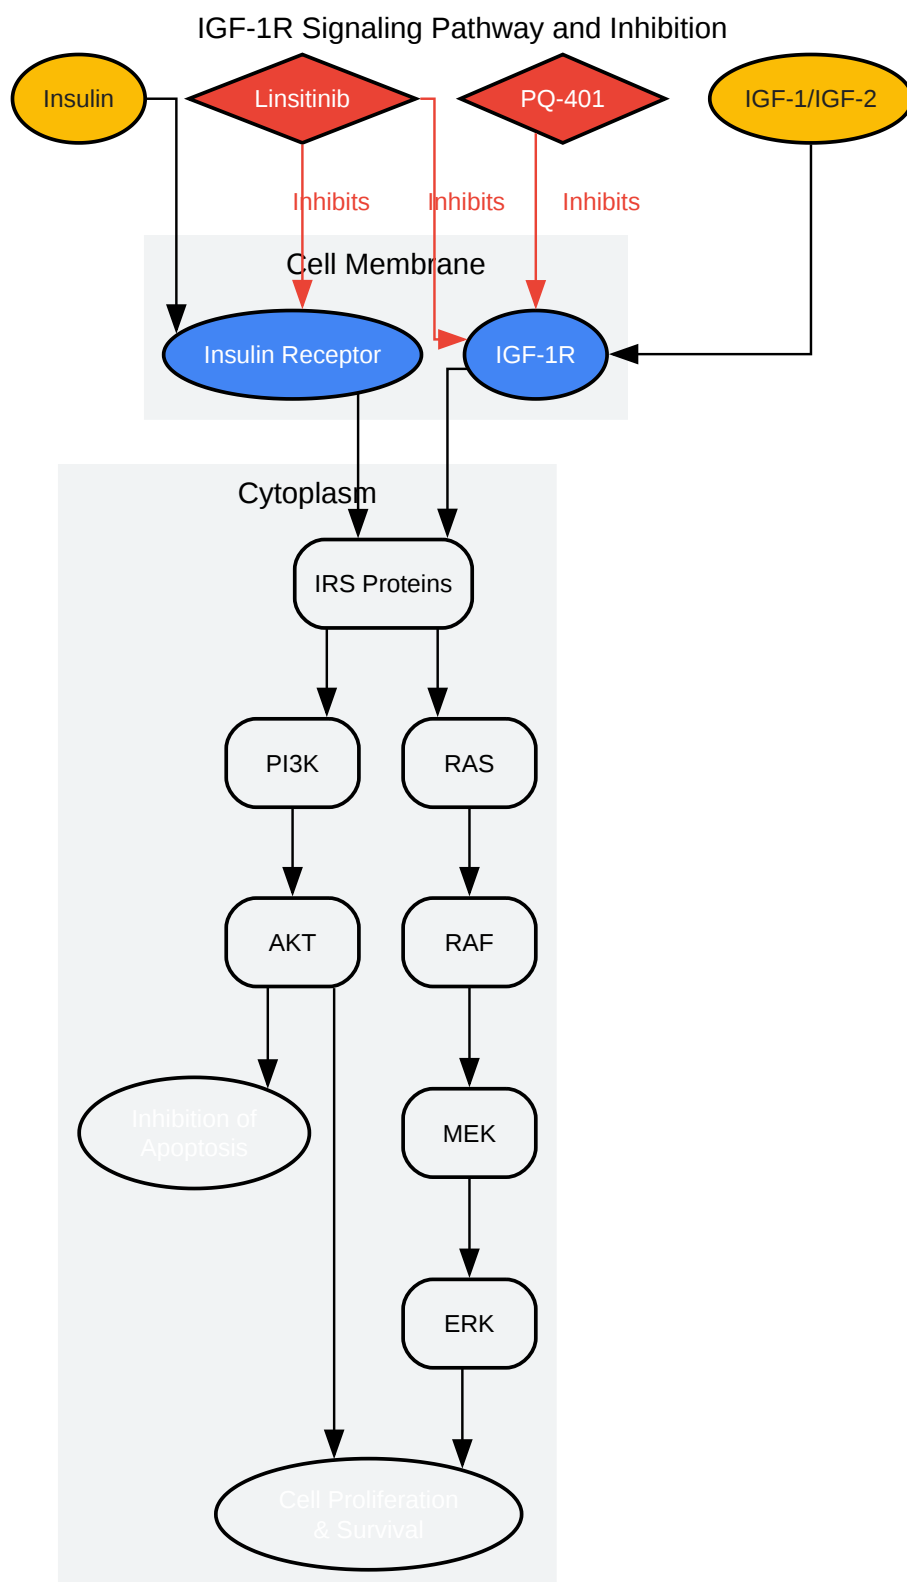 IGF-1R Signaling Pathway and Inhibition
Insulin
Linsitinib
PQ-401
IGF-1/IGF-2
Inhibits
Inhibits
Inhibits
Cell Membrane
Insulin Receptor
IGF-1R
Cytoplasm
IRS Proteins
PI3K
RAS
AKT
RAF
Inhibition of
Apoptosis
MEK
ERK
Cell Proliferation
& Survival